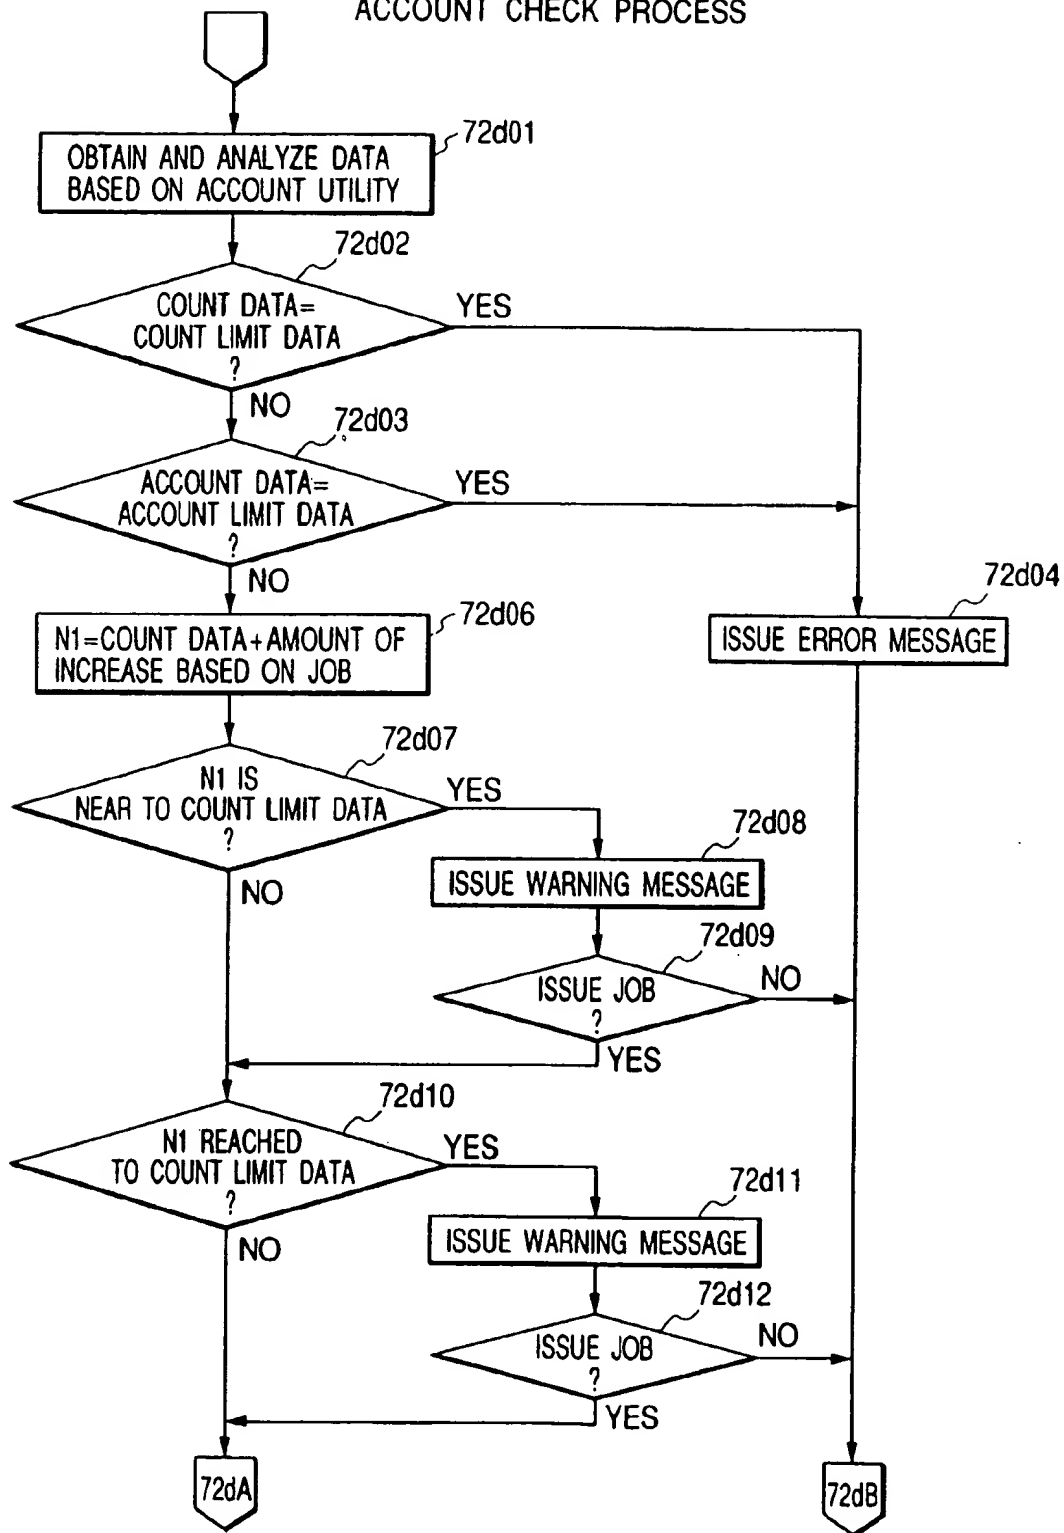 ACCOUNT CHECK PROCESS
72d01
OBTAIN AND ANALYZE DATA
BASED ON ACCOUNT UTILITY
72d02
COUNT DATA=
COUNT LIMIT DATA
?
YES
NO
72d03
ACCOUNT DATA=
ACCOUNT LIMIT DATA
?
YES
NO
72d04
ISSUE ERROR MESSAGE
72d06
N1=COUNT DATA+AMOUNT OF
INCREASE BASED ON JOB
72d07
N1 IS
NEAR TO COUNT LIMIT DATA
?
YES
NO
72d08
ISSUE WARNING MESSAGE
72d09
ISSUE JOB
?
NO
YES
72d10
N1 REACHED
TO COUNT LIMIT DATA
?
YES
NO
72d11
ISSUE WARNING MESSAGE
72d12
ISSUE JOB
?
NO
YES
72dA
72dB